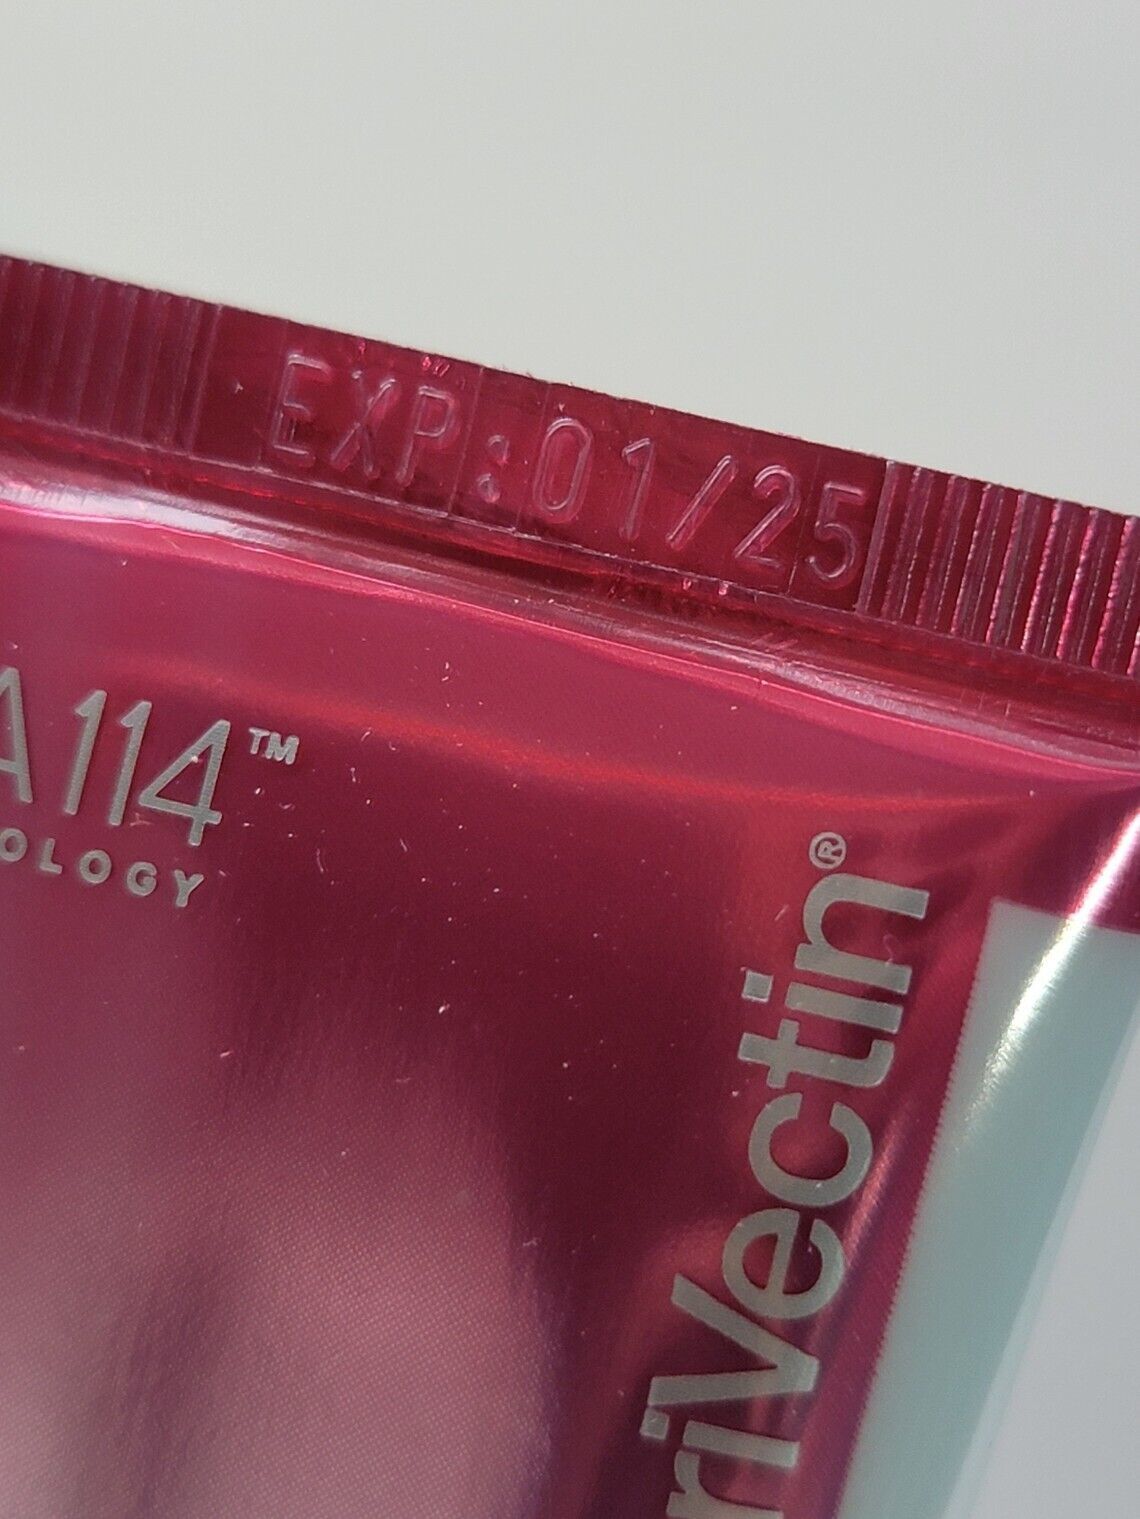 EXP:01/25
A114™
OLOGY
riVectin®